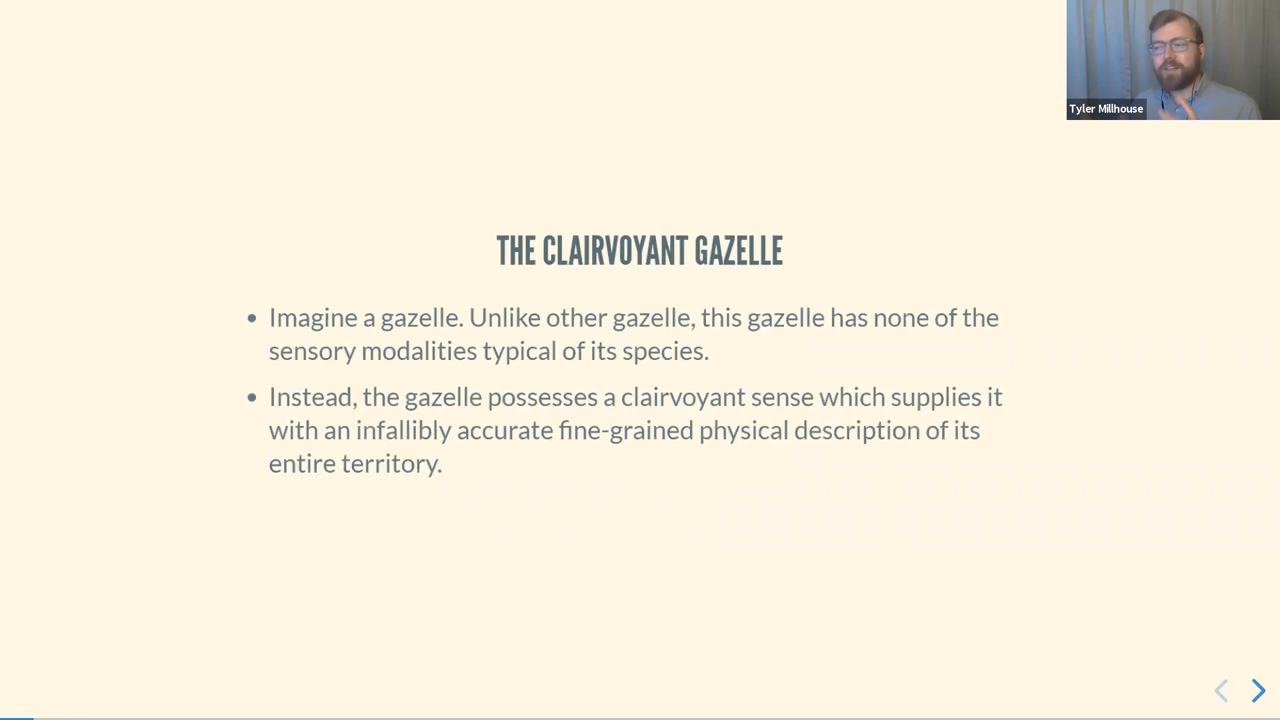 Tyler Millhouse
THE CLAIRVOYANT GAZELLE
• Imagine a gazelle. Unlike other gazelle, this gazelle has none of the
sensory modalities typical of its species.
• Instead, the gazelle possesses a clairvoyant sense which supplies it
with an infallibly accurate fine-grained physical description of its
entire territory.